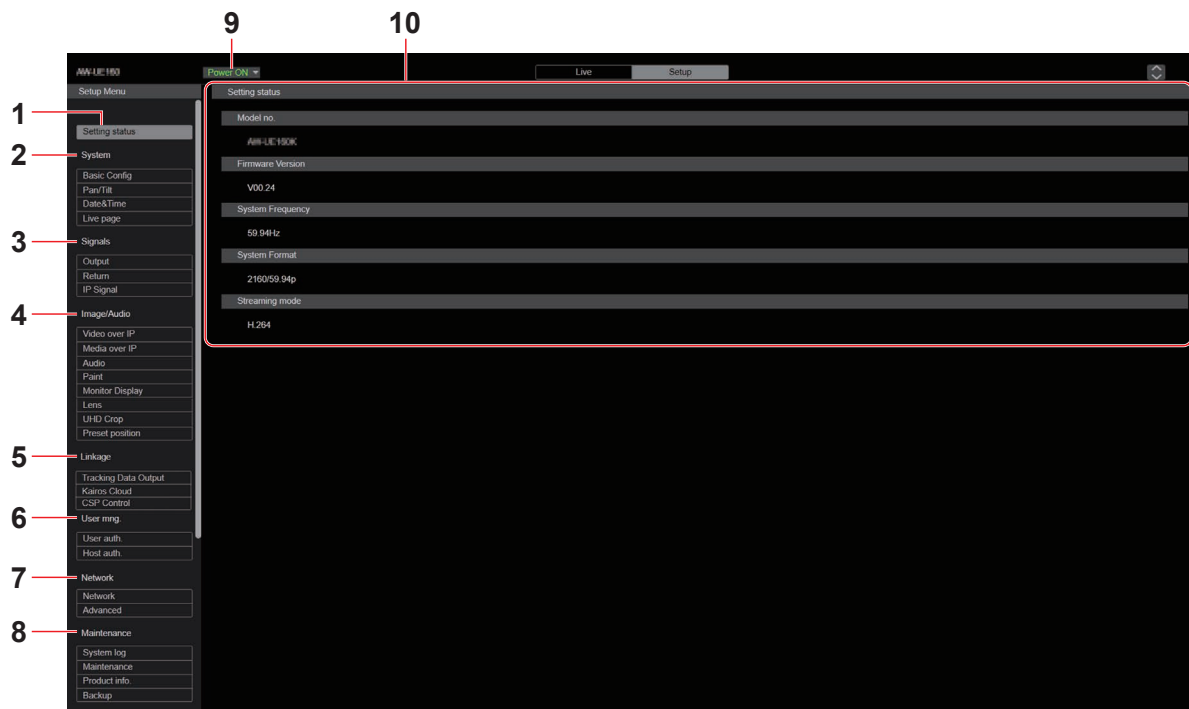 9 10
AW-UE160 Power ON Live Setup
Setup Menu
Setting status
1
Setting status
Model no.
AW-UE160K
2
System
Firmware Version
Basic Config
Pan/Tilt
V00.24
Date&Time
System Frequency
Live page
59.94Hz
3
Signals
System Format
Output
Return
2160/59.94p
IP Signal
Streaming mode
4
Image/Audio
H.264
Video over IP
Media over IP
Audio
Paint
Monitor Display
Lens
UHD Crop
Preset position
5
Linkage
Tracking Data Output
Kairos Cloud
CSP Control
6
User mng.
User auth.
Host auth.
7
Network
Network
Advanced
8
Maintenance
System log
Maintenance
Product info.
Backup